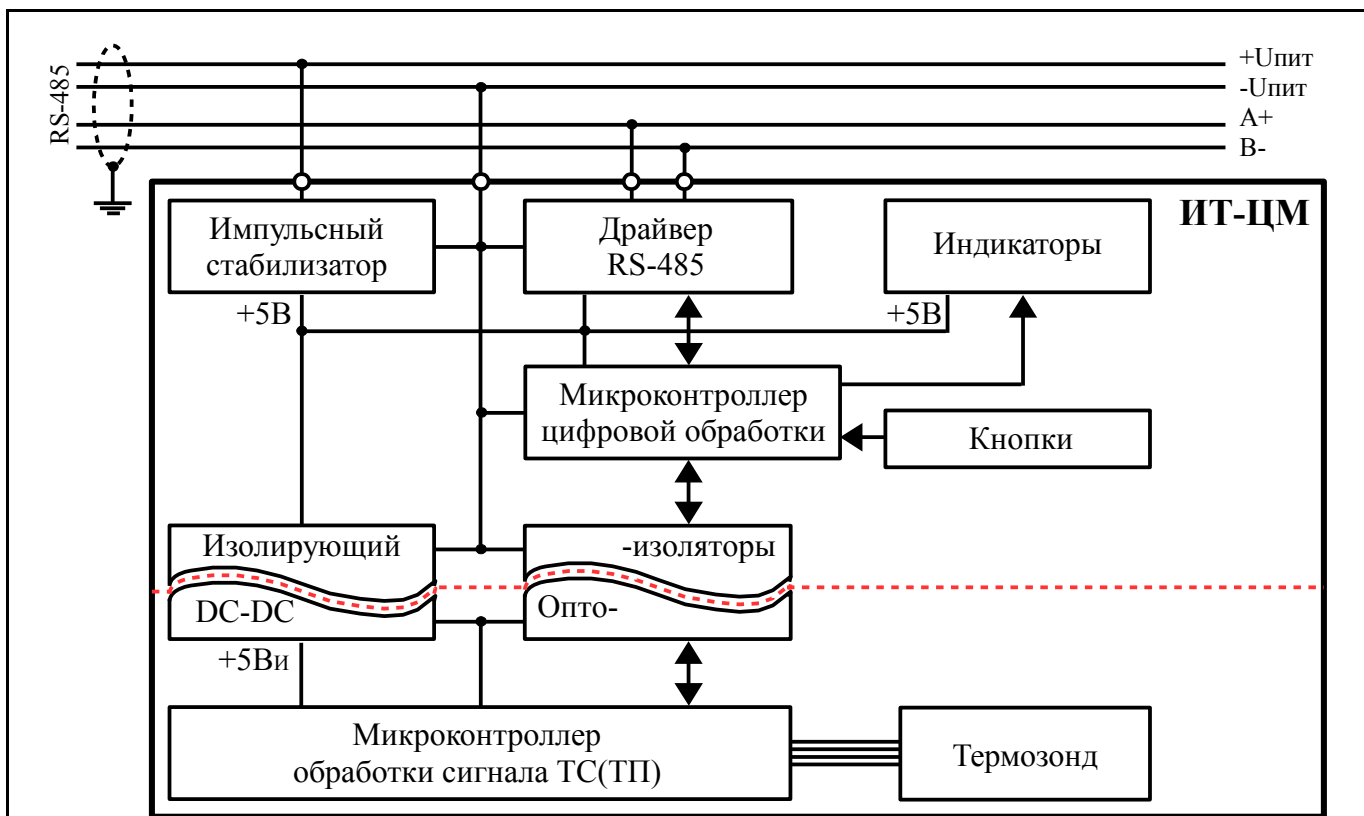 RS-485
+Uпит
-Uпит
A+
B-
ИТ-ЦМ
Импульсный
стабилизатор
Драйвер
RS-485
Индикаторы
+5В
+5В
Микроконтроллер
цифровой обработки
Кнопки
Изолирующий
-изоляторы
DC-DC
Опто-
+5Ви
Микроконтроллер
обработки сигнала ТС(ТП)
Термозонд